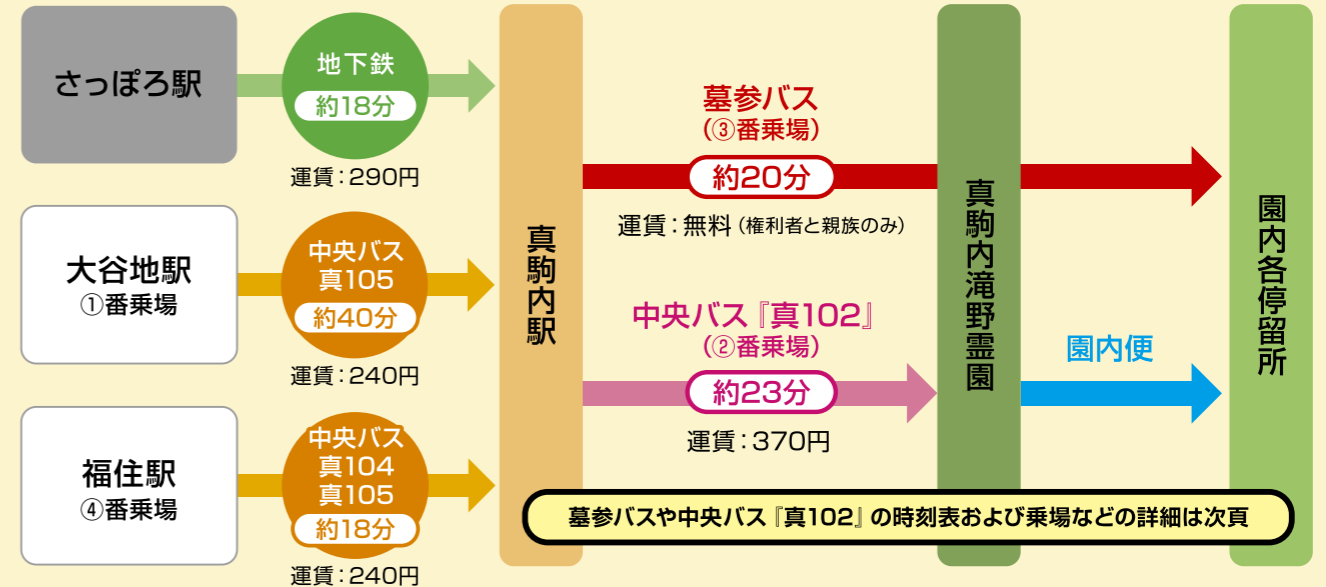 さっぽろ駅
地下鉄
約18分
運賃：290円
大谷地駅
①番乗場
中央バス
真105
約40分
運賃：240円
福住駅
④番乗場
中央バス
真104
真105
約18分
運賃：240円
真駒内駅
墓参バス
（③番乗場）
約20分
運賃：無料（権利者と親族のみ）
中央バス『真102』
（②番乗場）
約23分
運賃：370円
真駒内滝野霊園
園内便
園内各停留所
墓参バスや中央バス『真102』の時刻表および乗場などの詳細は次頁